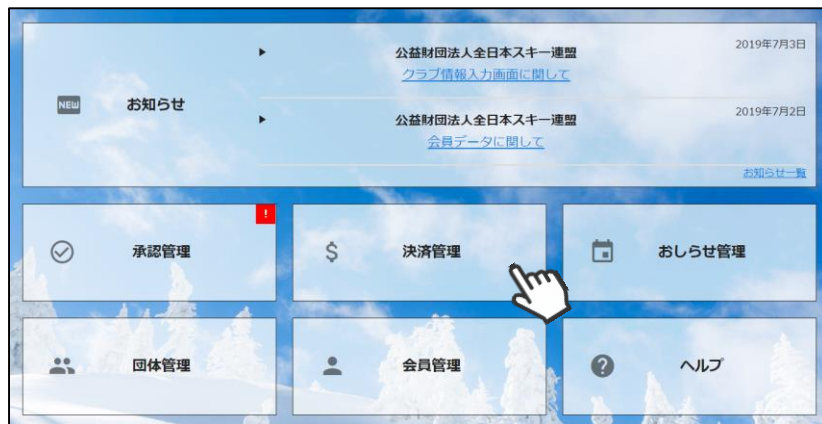 公益財団法人全日本スキー連盟
2019年7月3日
クラブ情報入力画面に関して
NEW
お知らせ
公益財団法人全日本スキー連盟
2019年7月2日
会員データに関して
お知らせ一覧
!
承認管理
$
決済管理
おしらせ管理
団体管理
会員管理
?
ヘルプ